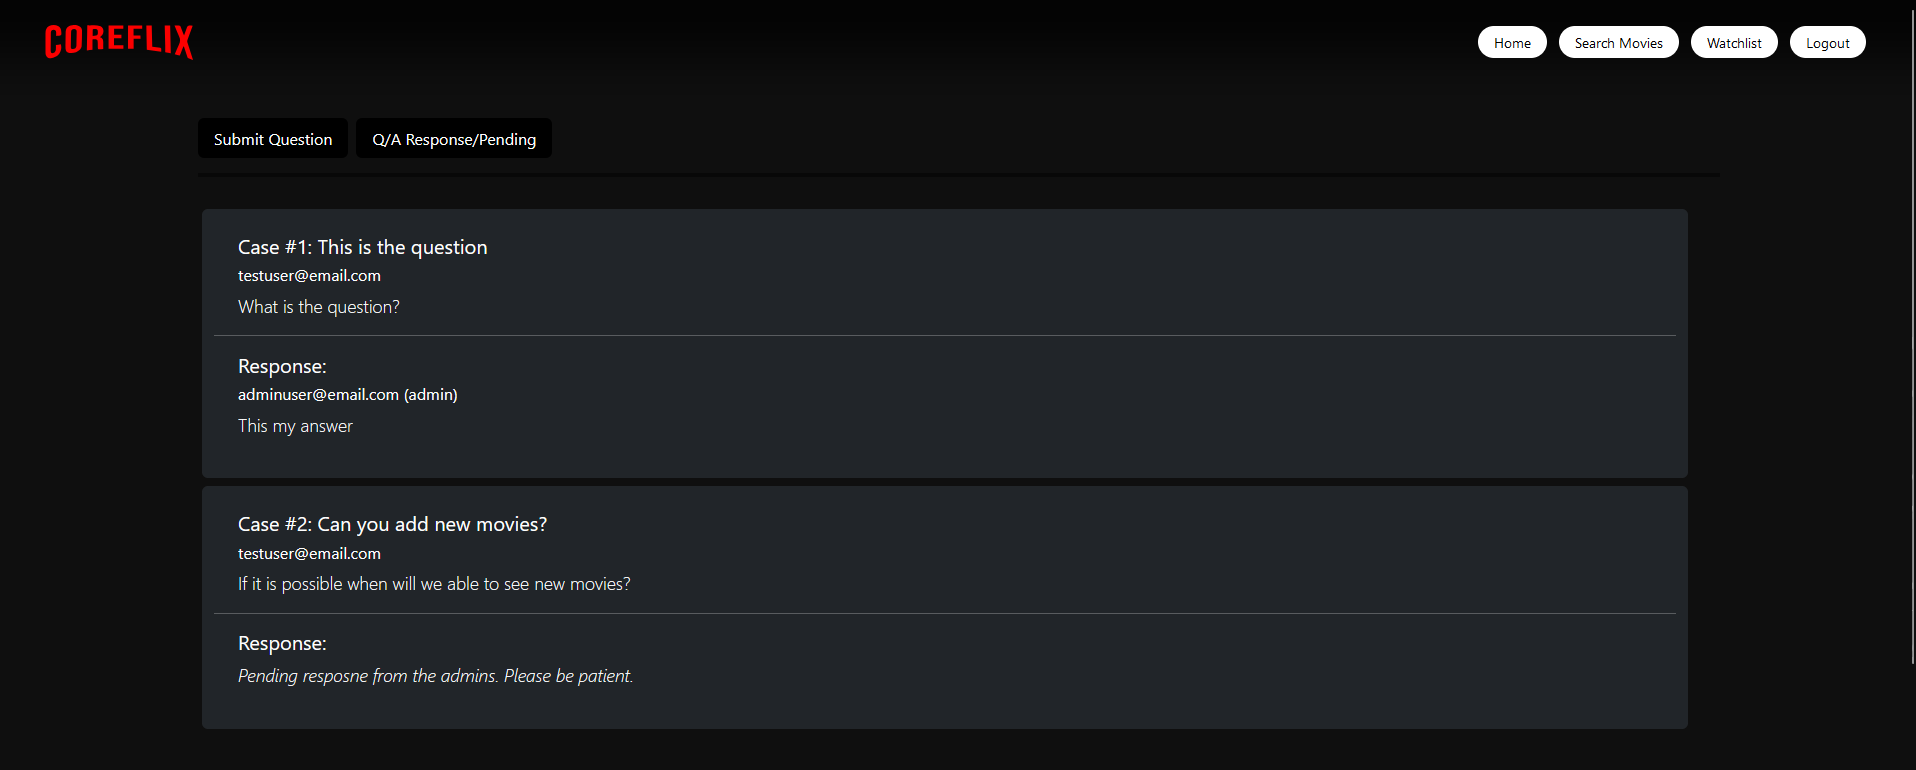 COREFLIX
Home
Search Movies
Watchlist
Logout
Submit Question
Q/A Response/Pending
Case #1: This is the question
testuser@email.com
What is the question?
Response:
adminuser@email.com (admin)
This my answer
Case #2: Can you add new movies?
testuser@email.com
If it is possible when will we able to see new movies?
Response:
Pending resposne from the admins. Please be patient.